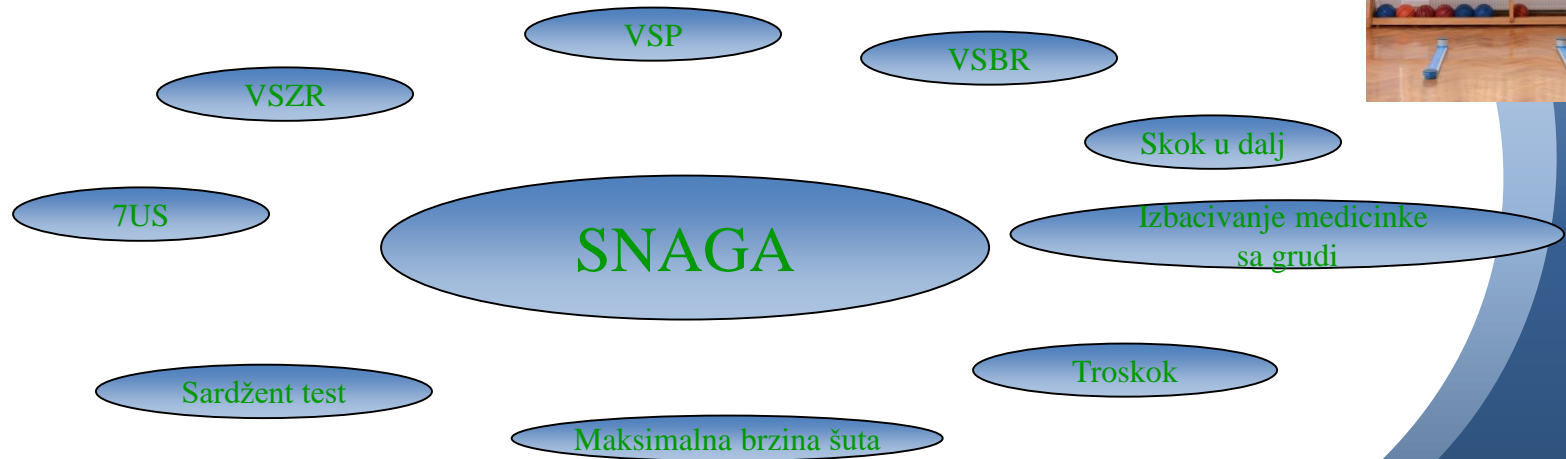 VSP
VSBR
VSZR
Skok u dalj
7US
SNAGA
Izbacivanje medicinke
sa grudi
Troskok
Sardžent test
Maksimalna brzina šuta